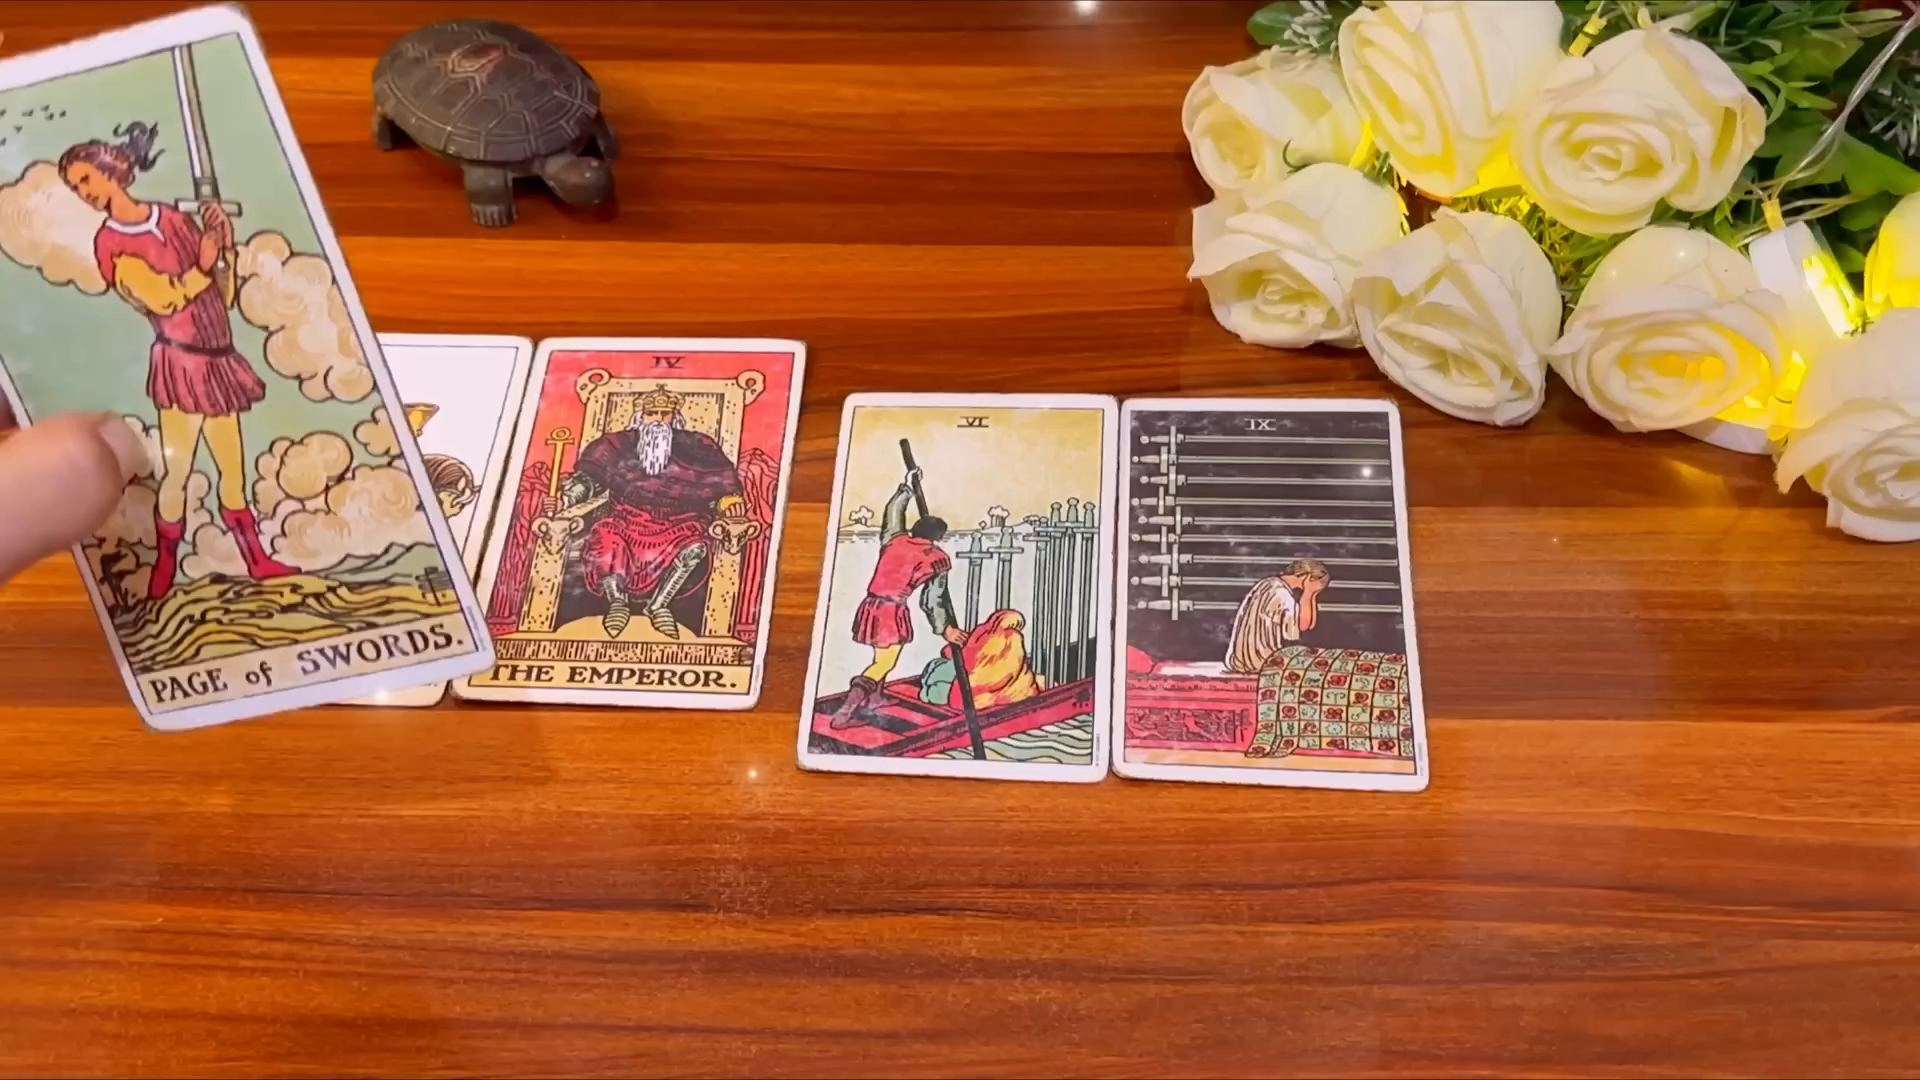 PAGE of SWORDS.
IV
THE EMPEROR.
VI
IX